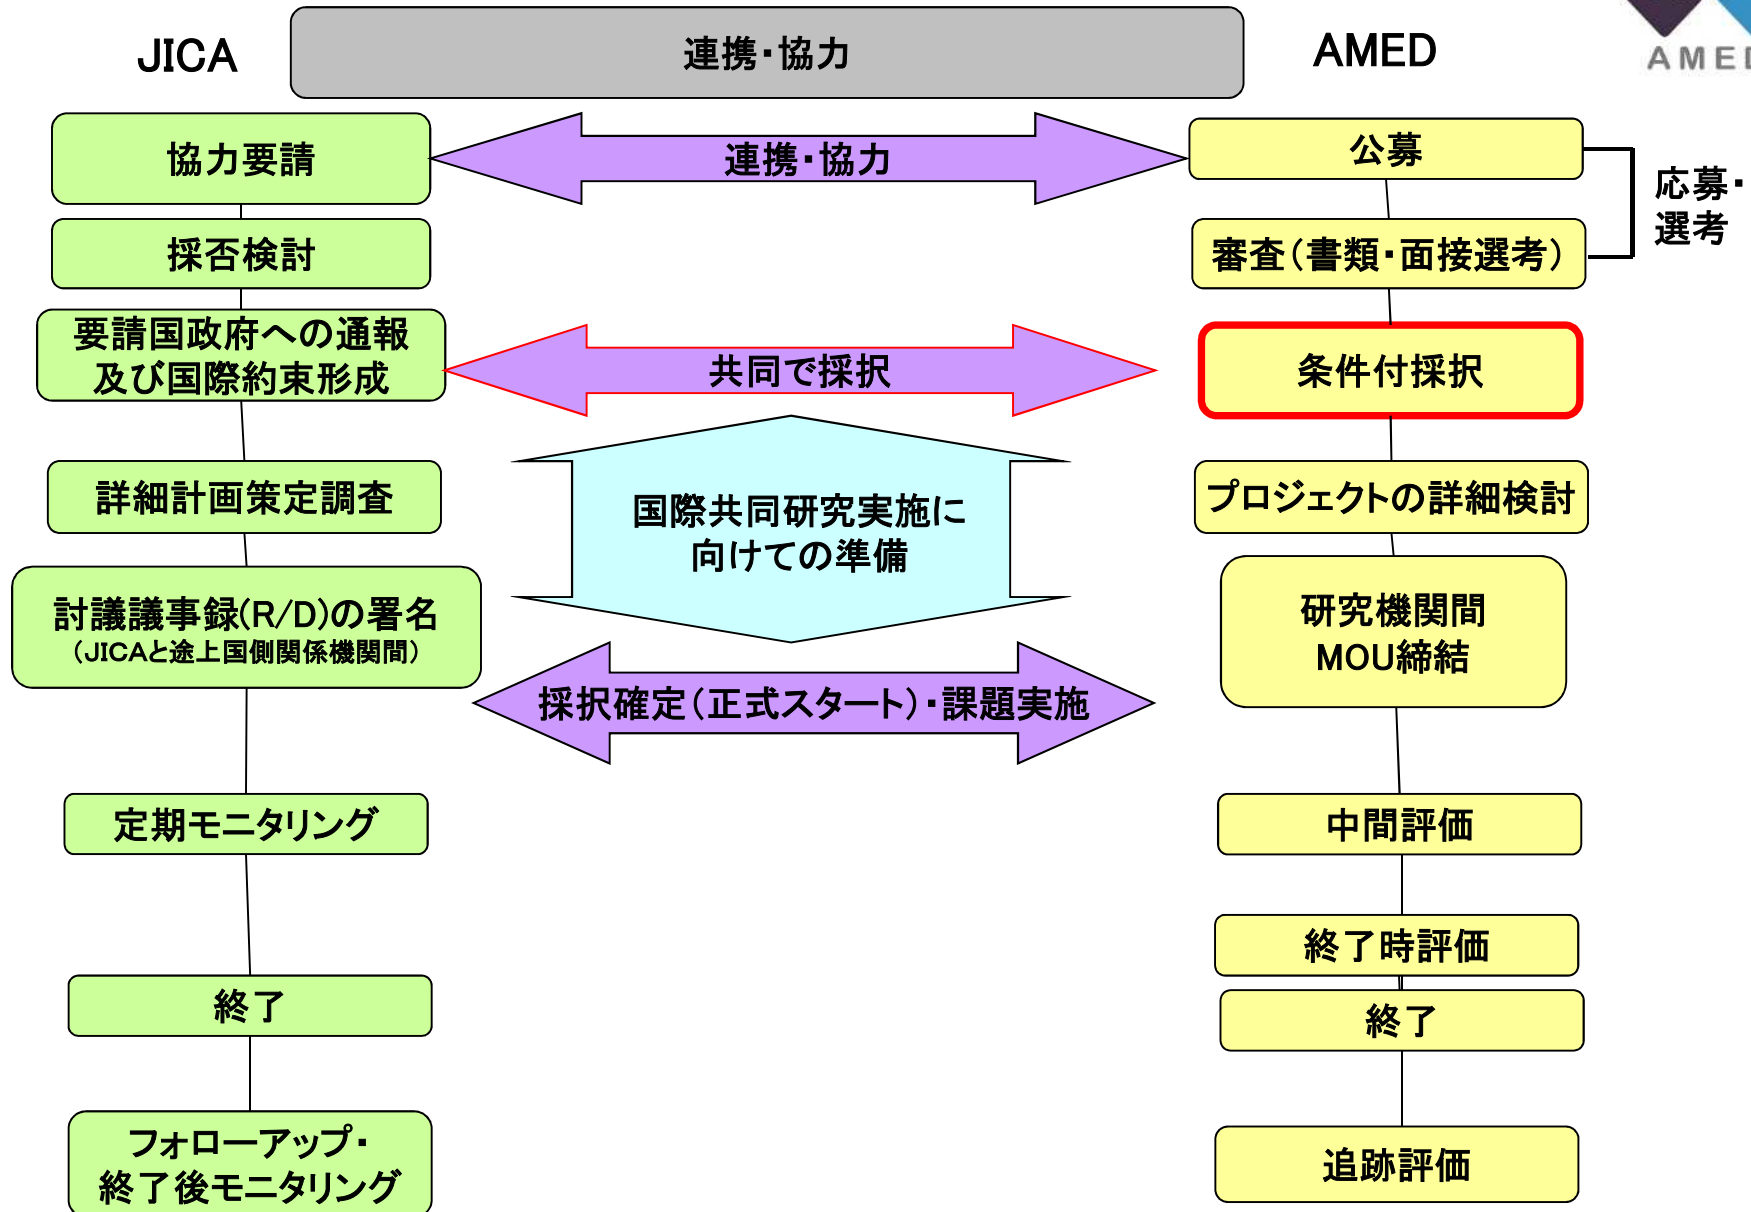 JICA
連携・協力
AMED
AMED
協力要請
連携・協力
公募
応募・
選考
採否検討
審査(書類・面接選考)
要請国政府への通報
及び国際約束形成
共同で採択
条件付採択
詳細計画策定調査
国際共同研究実施に
向けての準備
プロジェクトの詳細検討
討議議事録(R/D)の署名
(JICAと途上国側関係機関間)
研究機関間
MOU締結
採択確定(正式スタート)・課題実施
定期モニタリング
中間評価
終了時評価
終了
終了
フォローアップ・
終了後モニタリング
追跡評価